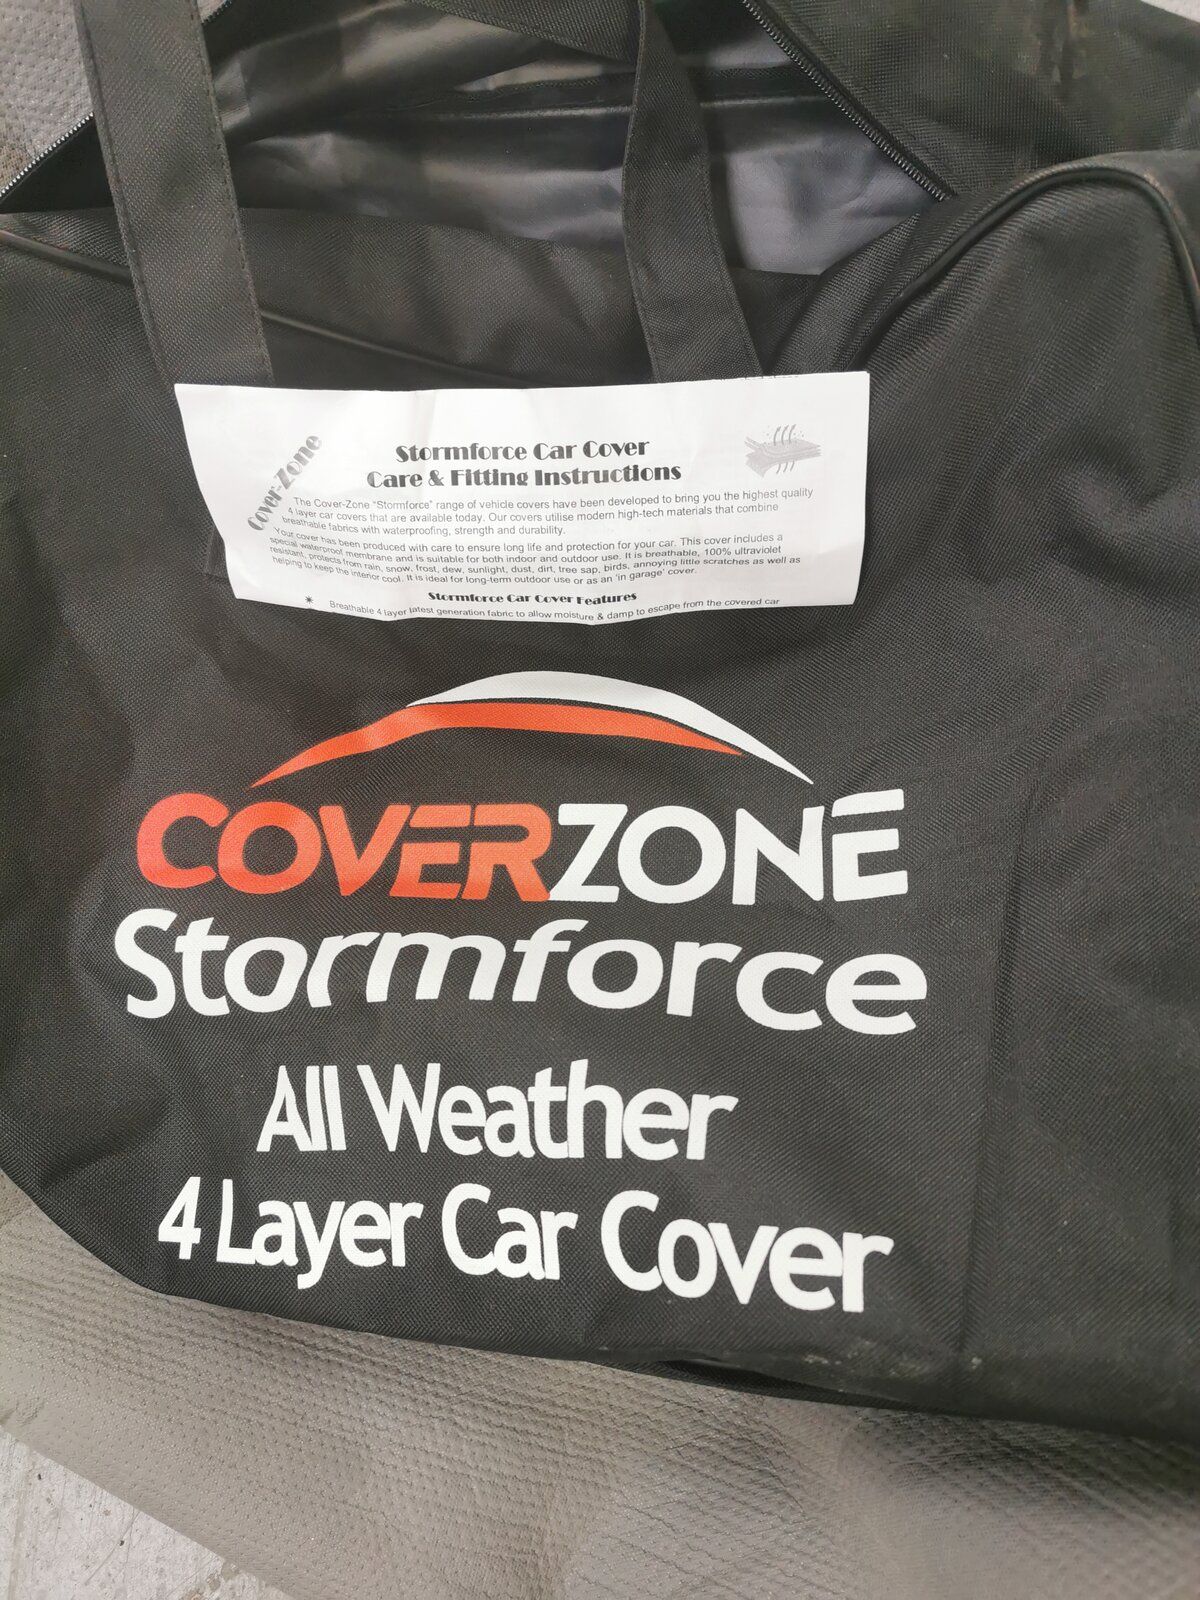 Cover-Zone
Stormforce Car Cover
Care & Fitting Instructions
The Cover-Zone "Stormforce" range of vehicle covers have been developed to bring you the highest quality
4 layer car covers that are available today. Our covers utilise modern high-tech materials that combine
breathable fabrics with waterproofing, strength and durability.
Your cover has been produced with care to ensure long life and protection for your car. This cover includes a
special waterproof membrane and is suitable for both indoor and outdoor use. It is breathable, 100% ultraviolet
resistant, protects from rain, snow, frost, dew, sunlight, dust, dirt, tree sap, birds, annoying little scratches as well as
helping to keep the interior cool. It is ideal for long-term outdoor use or as an 'in garage' cover.
Stormforce Car Cover Features
* Breathable 4 layer latest generation fabric to allow moisture & damp to escape from the covered car
COVERZONE
Stormforce
All Weather
4 Layer Car Cover